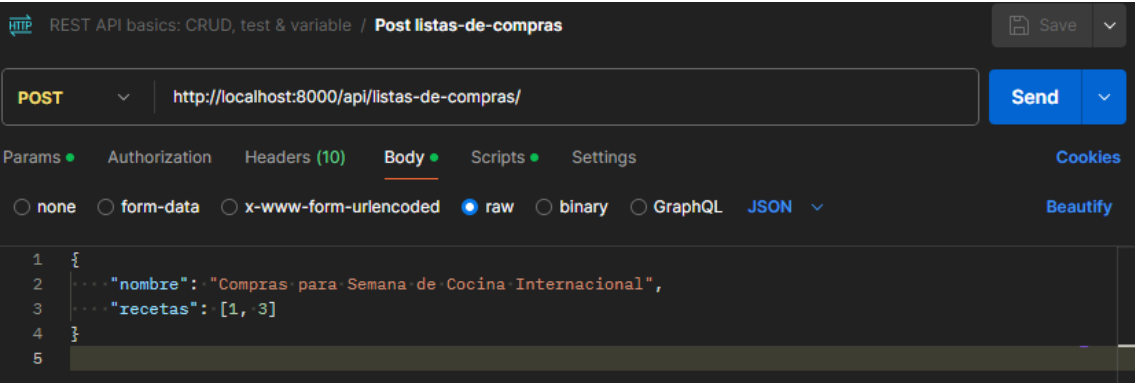 HTTP REST API basics: CRUD, test & variable / Post listas-de-compras Save
POST http://localhost:8000/api/listas-de-compras/ Send
Params Authorization Headers (10) Body Scripts Settings Cookies
none form-data x-www-form-urlencoded raw binary GraphQL JSON Beautify
1 {
2 "nombre": "Compras para Semana de Cocina Internacional",
3 "recetas": [1, 3]
4 }
5